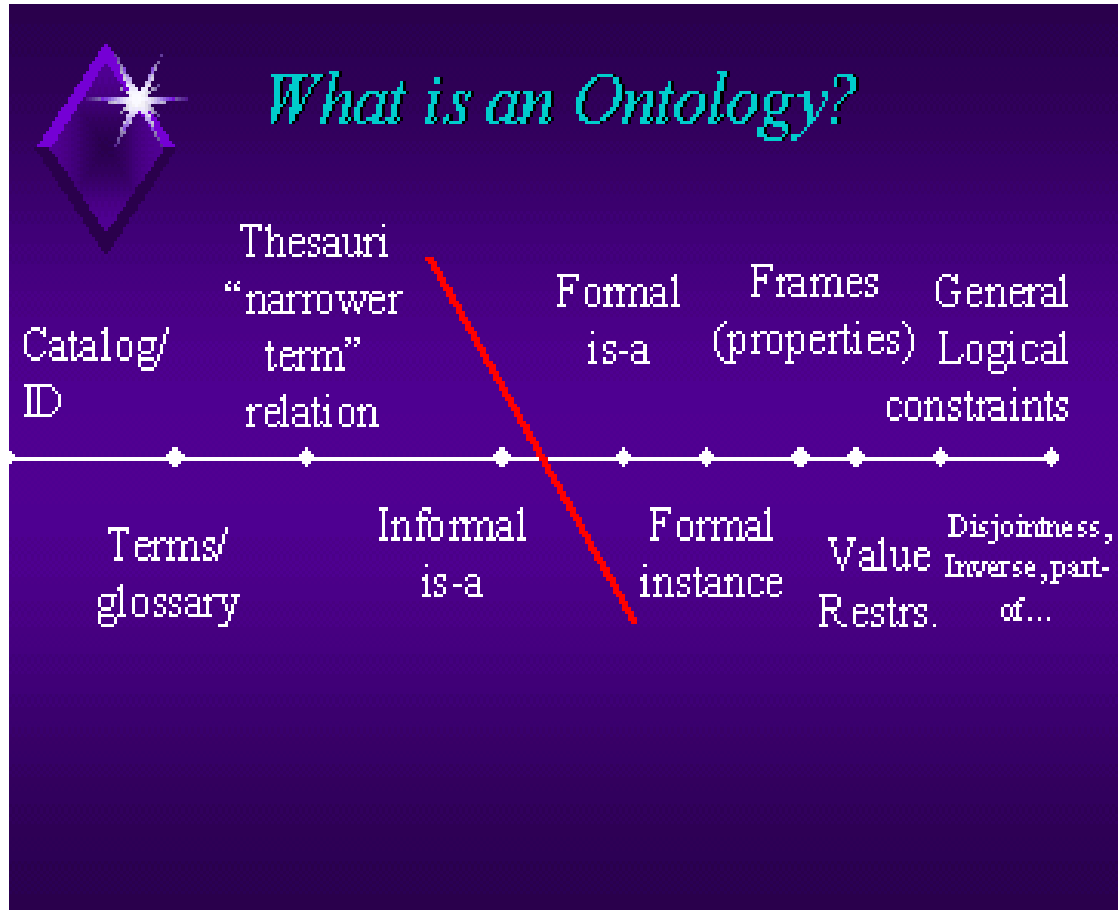 What is an Ontology?
Thesauri
“narrower
term”
relation
Catalog/
ID
Formal
is-a
Frames
(properties)
General
Logical
constraints
Terms/
glossary
Informal
is-a
Formal
instance
Value
Restrs.
Disjointness,
Inverse,part-
of...